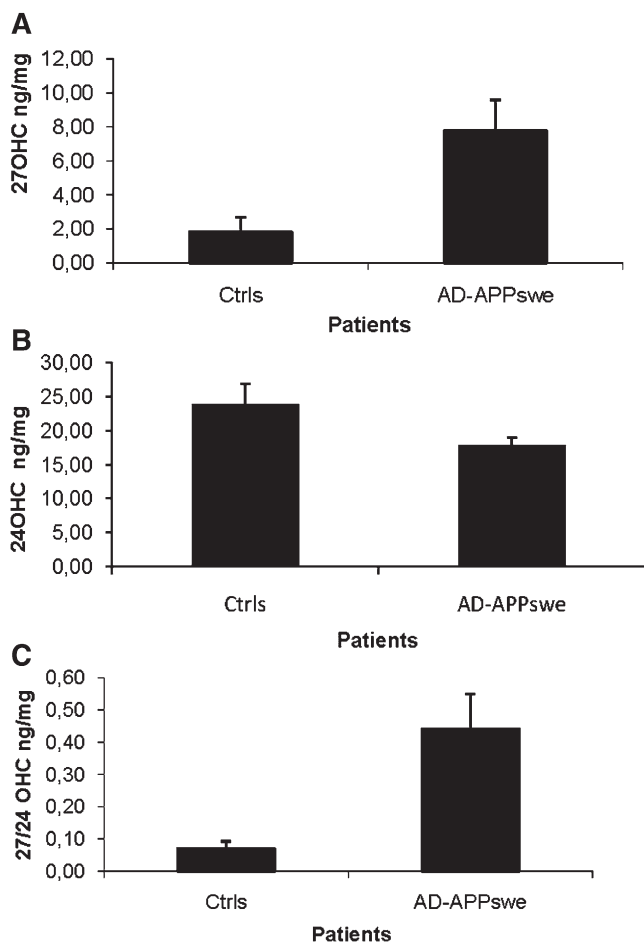 A
27OHC ng/mg
12,00
10,00
8,00
6,00
4,00
2,00
0,00
Ctrls
AD-APPswe
Patients
B
24OHC ng/mg
30,00
25,00
20,00
15,00
10,00
5,00
0,00
Ctrls
AD-APPswe
Patients
C
27/24 OHC ng/mg
0,60
0,50
0,40
0,30
0,20
0,10
0,00
Ctrls
AD-APPswe
Patients